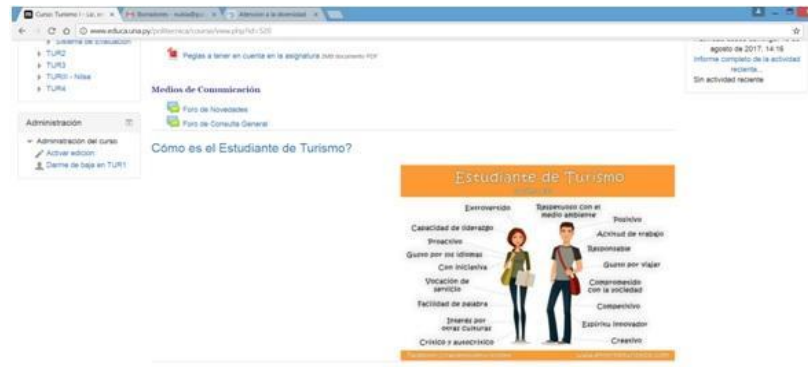 Curso: Turismo I - Lic. en
Borradores -
Atención a la diversidad
www.educa.una.py/politecnica/course/view.php?id=520
Sistema de Evaluación
TUR2
TUR3
TURIII - Nilsa
TUR4
Administración
Administración del curso
Activar edición
Darme de baja en TUR1
Reglas a tener en cuenta en la asignatura documento PDF
Medios de Comunicación
Foro de Novedades
Foro de Consulta General
Cómo es el Estudiante de Turismo?
Estudiante de Turismo
Extrovertido
Capacidad de liderazgo
Proactivo
Gusto por los idiomas
Con iniciativa
Vocación de
servicio
Facilidad de palabra
Interés por
otras culturas
Crítico y autocrítico
Respetuoso con el
medio ambiente
Positivo
Actitud de trabajo
Responsable
Gusto por viajar
Comprometido
con la sociedad
Competitivo
Espíritu innovador
Creativo
agosto de 2017, 14:16
Informe completo de la actividad
reciente...
Sin actividad reciente